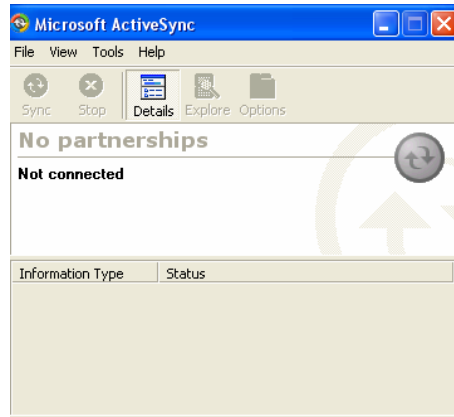 Microsoft ActiveSync
File View Tools Help
Sync Stop Details Explore Options
No partnerships
Not connected
Information Type Status